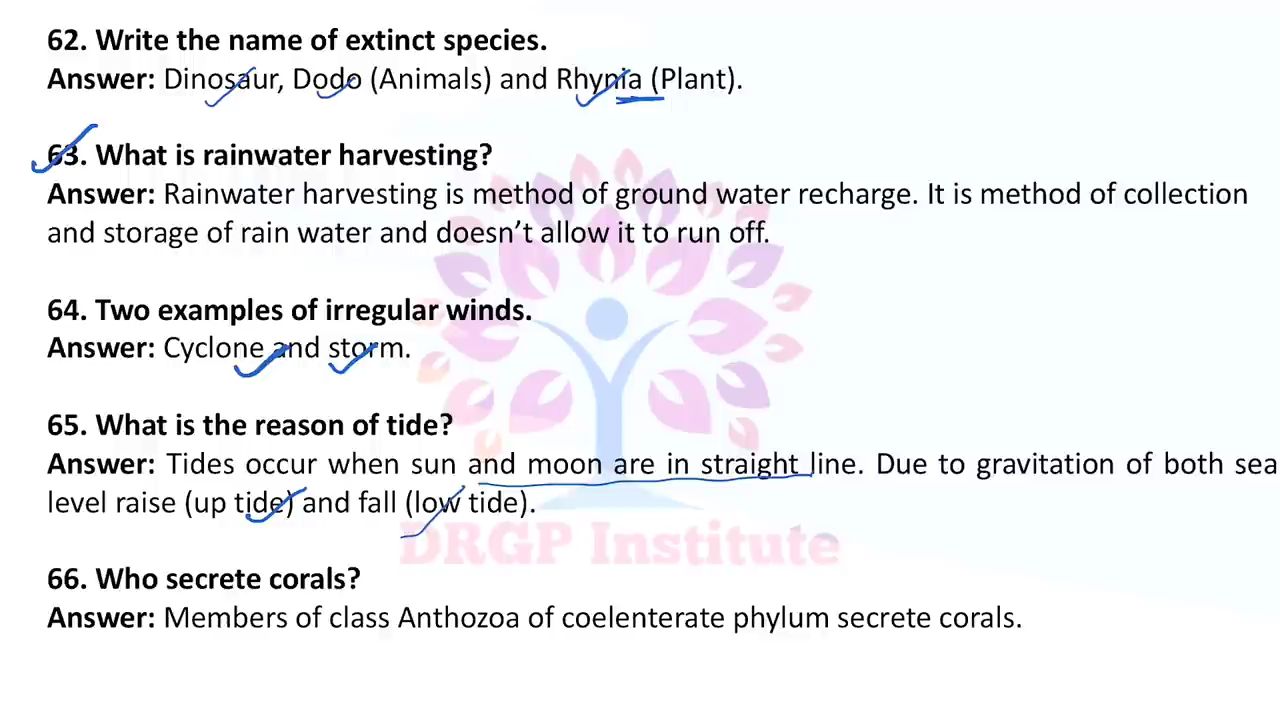 62. Write the name of extinct species.
Answer: Dinosaur, Dodo (Animals) and Rhynia (Plant).
63. What is rainwater harvesting?
Answer: Rainwater harvesting is method of ground water recharge. It is method of collection
and storage of rain water and doesn’t allow it to run off.
64. Two examples of irregular winds.
Answer: Cyclone and storm.
65. What is the reason of tide?
Answer: Tides occur when sun and moon are in straight line. Due to gravitation of both sea
level raise (up tide) and fall (low tide).
DRGP Institute
66. Who secrete corals?
Answer: Members of class Anthozoa of coelenterate phylum secrete corals.